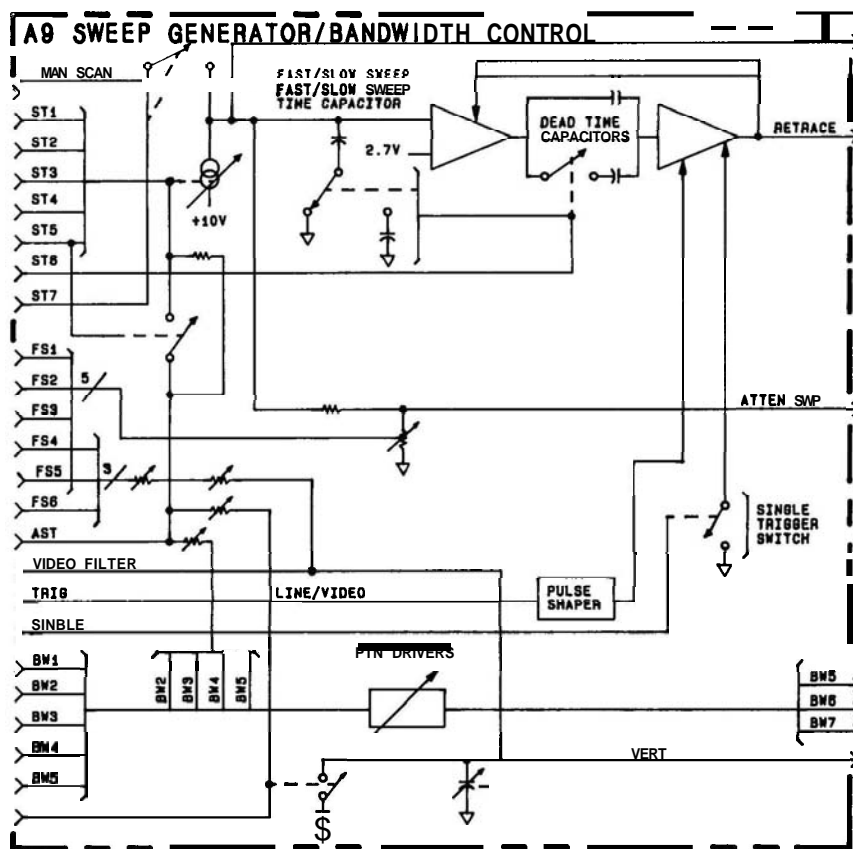 A9 SWEEP GENERATOR/BANDWIDTH CONTROL
MAN SCAN
FAST/SLOW SWEEP
FAST/SLOW SWEEP
TIME CAPACITOR
ST1
ST2
ST3
ST4
ST5
ST6
ST7
+10V
2.7V
DEAD TIME
CAPACITORS
RETRACE
FS1
FS2
5
FS3
FS4
FS5
3
FS6
AST
ATTEN SWP
SINGLE
TRIGGER
SWITCH
VIDEO FILTER
TRIG
LINE/VIDEO
PULSE
SHAPER
SINBLE
BW1
BW2
BW3
BW4
BW5
BW2
BW3
BW4
BW5
PTN DRIVERS
BW5
BW6
BW7
VERT
$